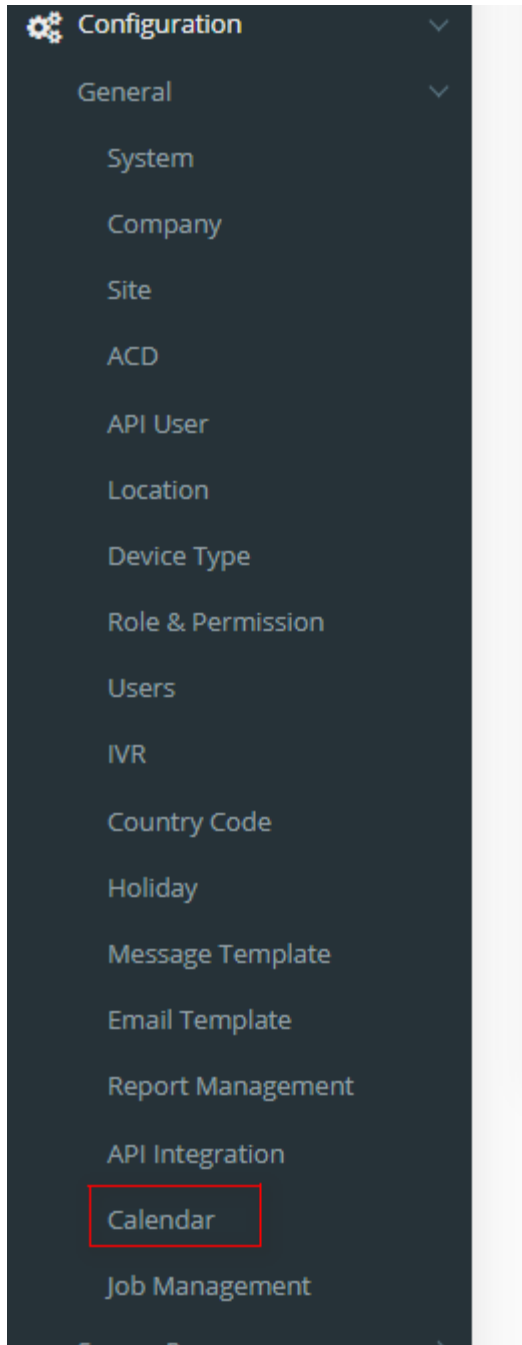 Configuration
General
System
Company
Site
ACD
API User
Location
Device Type
Role & Permission
Users
IVR
Country Code
Holiday
Message Template
Email Template
Report Management
API Integration
Calendar
Job Management